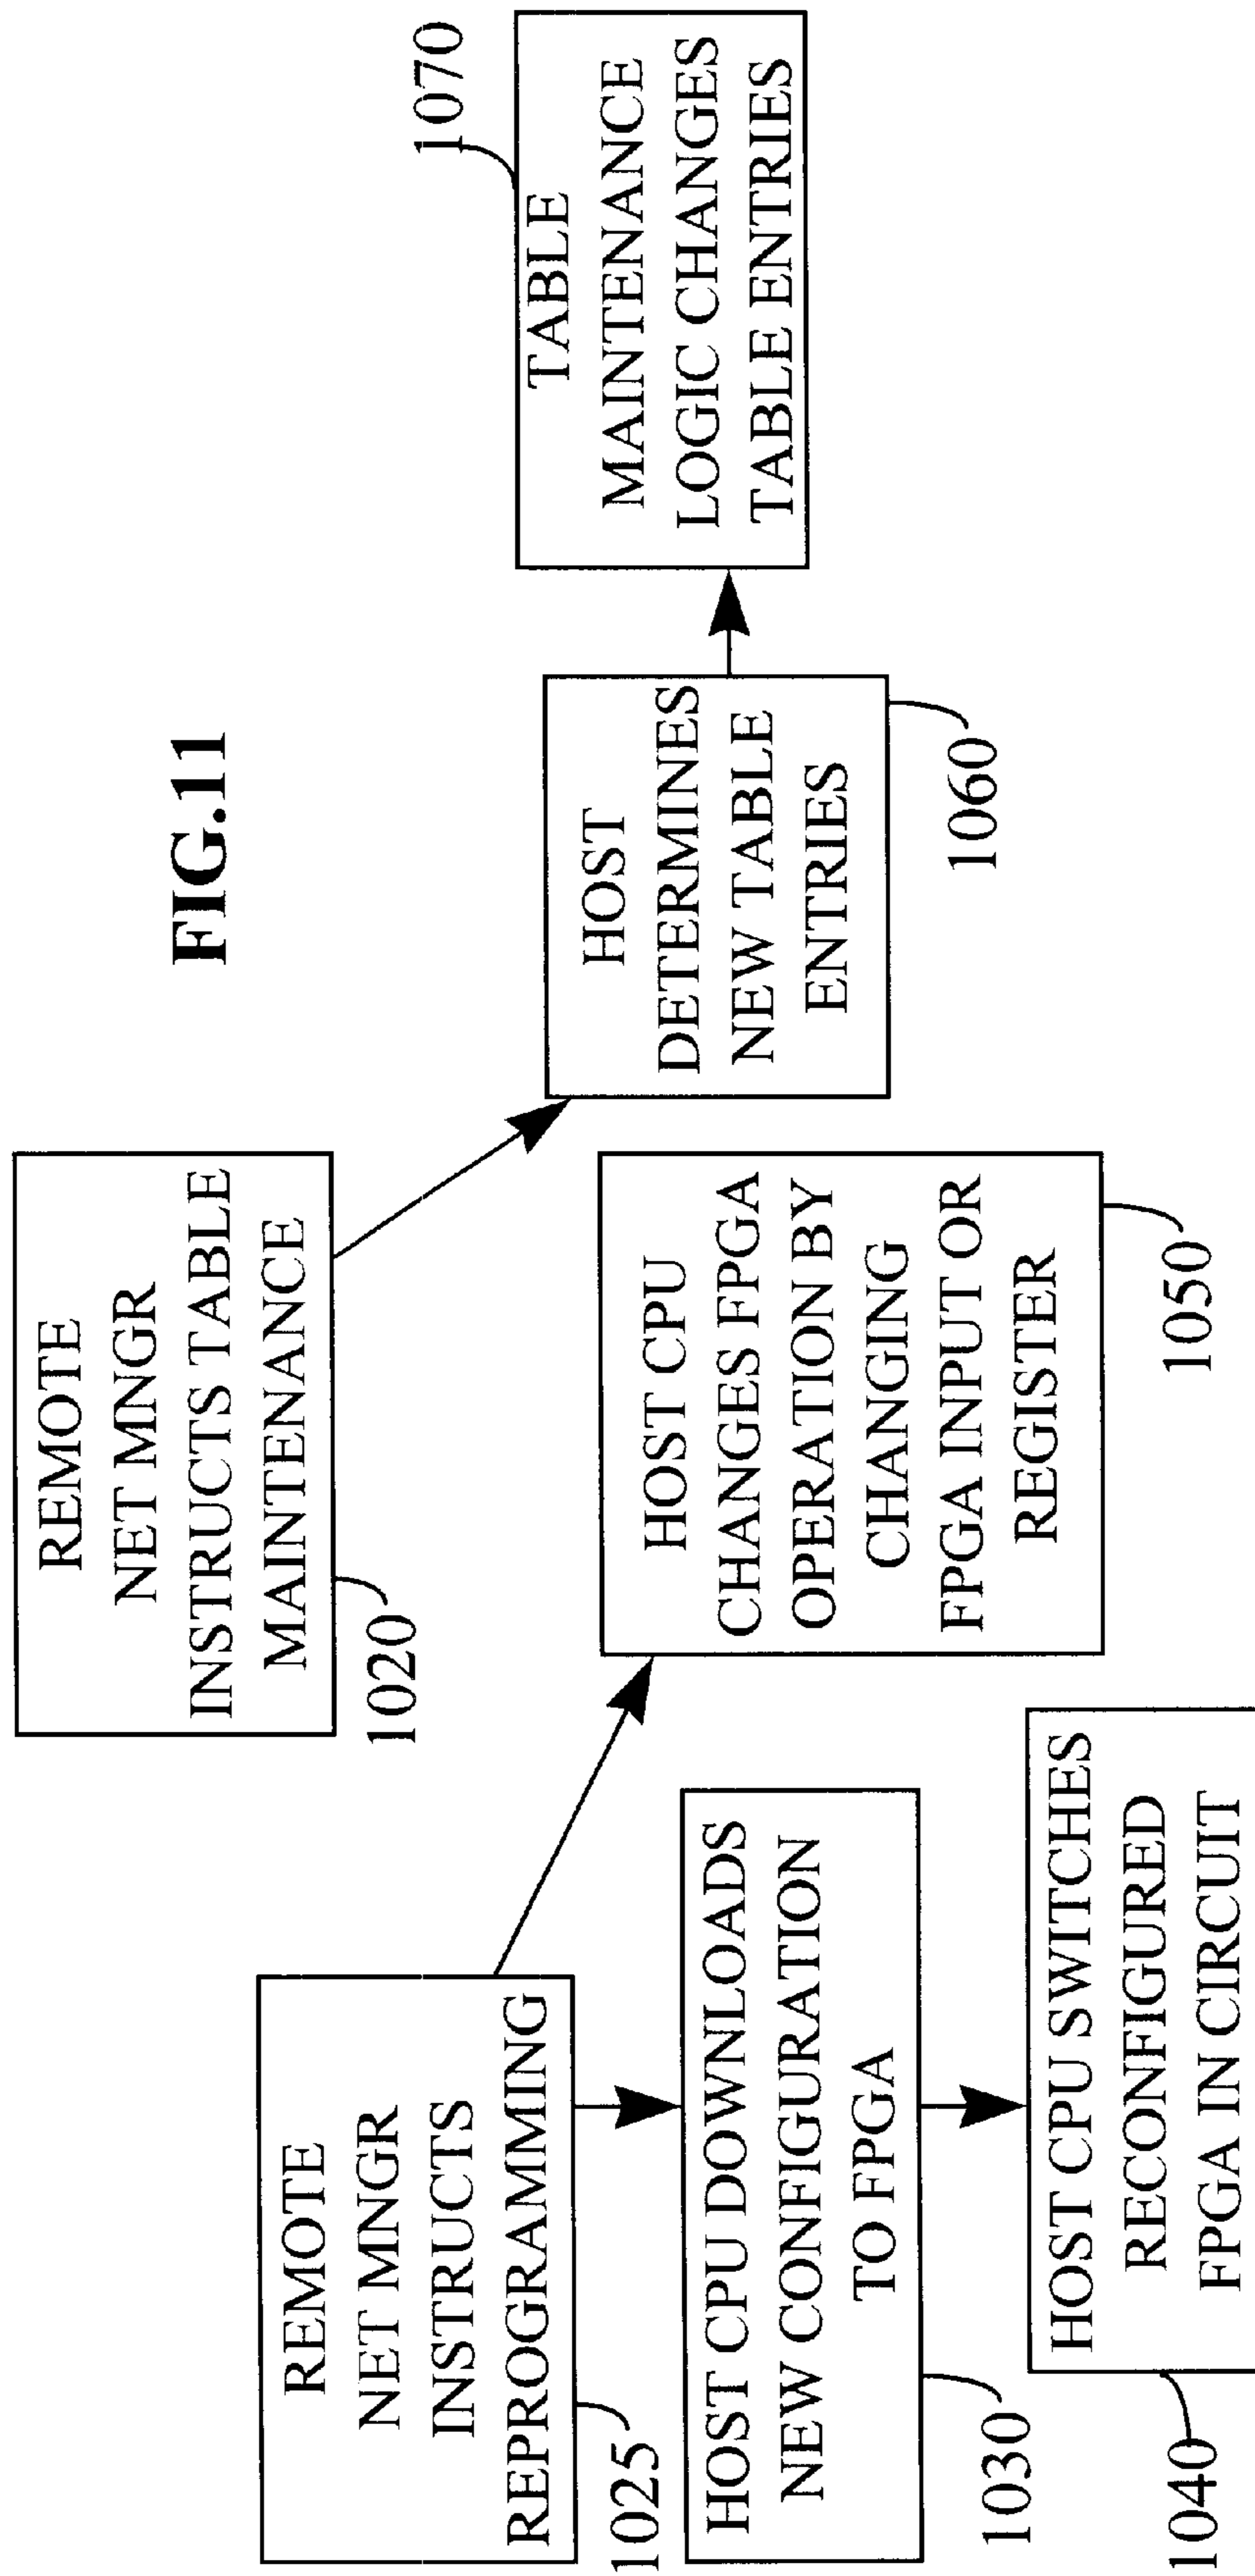 FIG.11
REMOTE
NET MNGR
INSTRUCTS TABLE
MAINTENANCE
1020
REMOTE
NET MNGR
INSTRUCTS
REPROGRAMMING
1025
HOST CPU DOWNLOADS
NEW CONFIGURATION
TO FPGA
1030
HOST CPU SWITCHES
RECONFIGURED
FPGA IN CIRCUIT
1040
HOST CPU
CHANGES FPGA
OPERATION BY
CHANGING
FPGA INPUT OR
REGISTER
1050
HOST
DETERMINES
NEW TABLE
ENTRIES
1060
TABLE
MAINTENANCE
LOGIC CHANGES
TABLE ENTRIES
1070